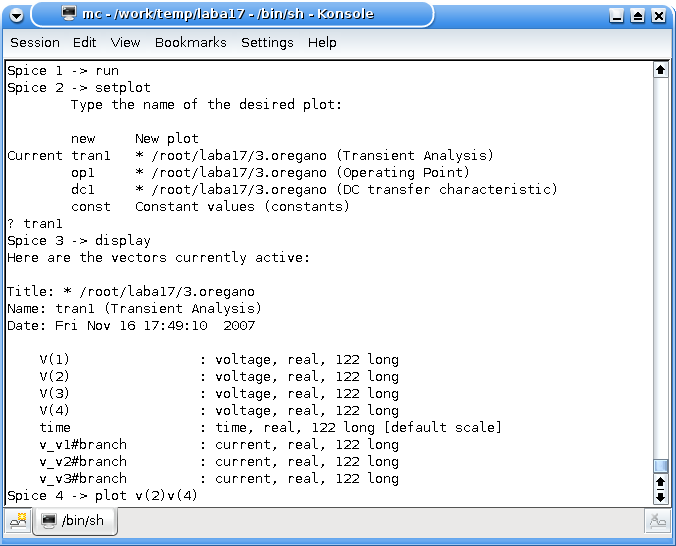 mc - /work/temp/laba17 - /bin/sh - Konsole
Session Edit View Bookmarks Settings Help
Spice 1 -> run
Spice 2 -> setplot
Type the name of the desired plot:
new New plot
Current tran1 * /root/laba17/3.oregano (Transient Analysis)
op1 * /root/laba17/3.oregano (Operating Point)
dc1 * /root/laba17/3.oregano (DC transfer characteristic)
const Constant values (constants)
? tran1
Spice 3 -> display
Here are the vectors currently active:
Title: * /root/laba17/3.oregano
Name: tran1 (Transient Analysis)
Date: Fri Nov 16 17:49:10 2007
V(1) : voltage, real, 122 long
V(2) : voltage, real, 122 long
V(3) : voltage, real, 122 long
V(4) : voltage, real, 122 long
time : time, real, 122 long [default scale]
v_v1#branch : current, real, 122 long
v_v2#branch : current, real, 122 long
v_v3#branch : current, real, 122 long
Spice 4 -> plot v(2)v(4)
/bin/sh